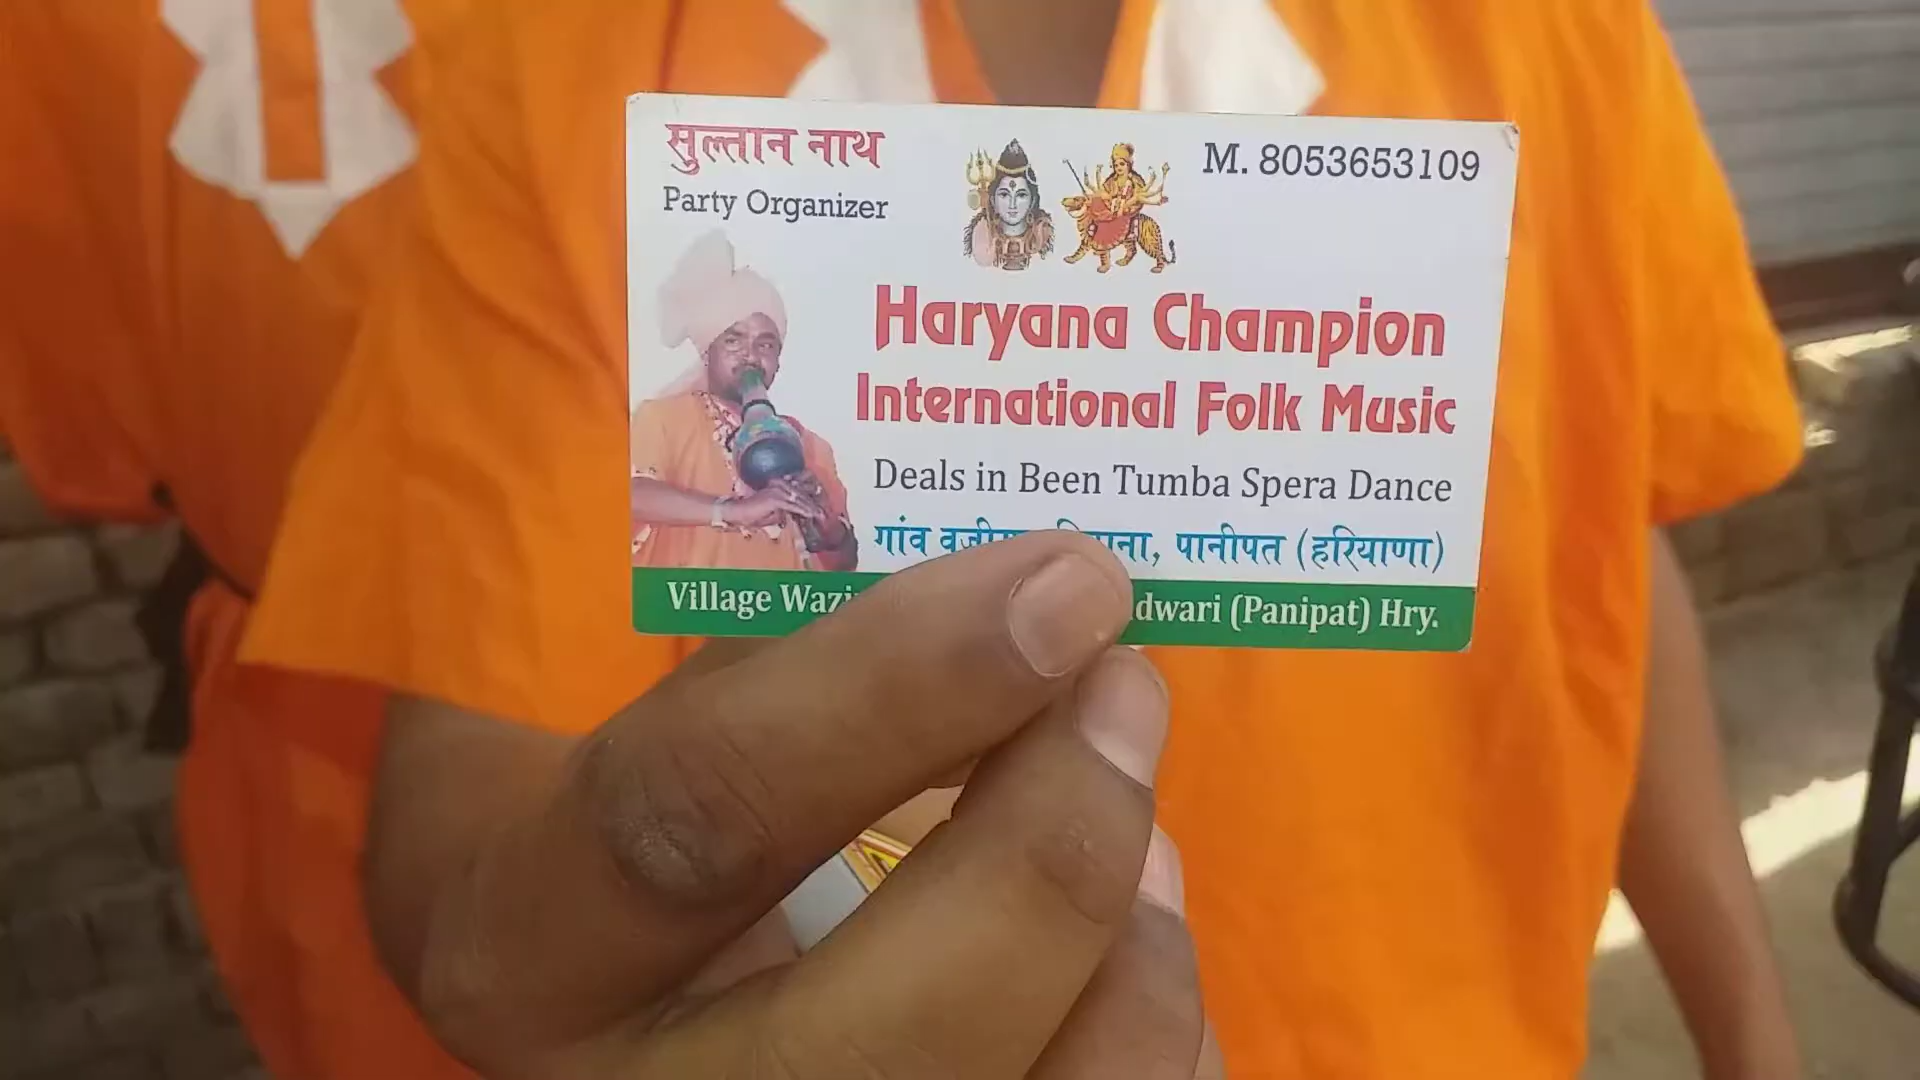 सुल्तान नाथ
Party Organizer
M. 8053653109
Haryana Champion
International Folk Music
Deals in Been Tumba Spera Dance
गांव पानीपत (हरियाणा)
Village (Panipat) Hry.